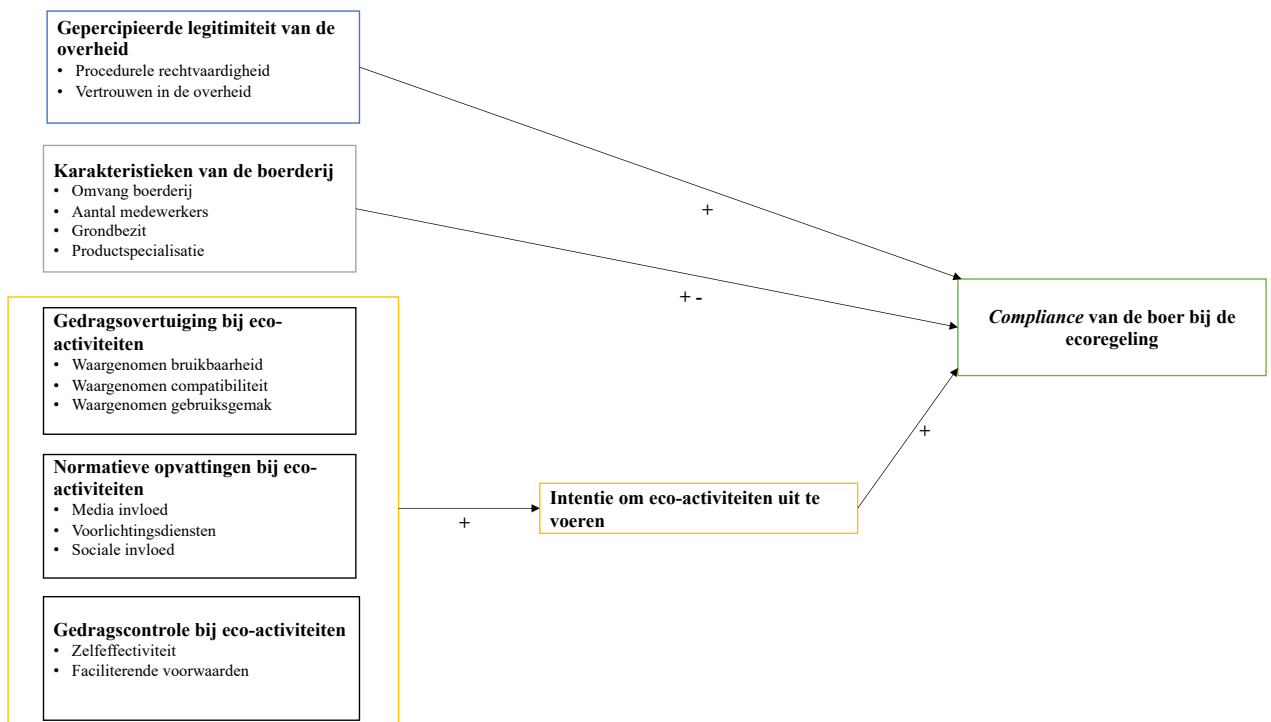 Gepercipieerde legitimiteit van de
overheid
• Procedurele rechtvaardigheid
• Vertrouwen in de overheid
Karakteristieken van de boerderij
• Omvang boerderij
• Aantal medewerkers
• Grondbezit
• Productspecialisatie
+
+ -
Gedragsovertuiging bij eco-
activiteiten
• Waargenomen bruikbaarheid
• Waargenomen compatibiliteit
• Waargenomen gebruiksgemak
Compliance van de boer bij de
ecoregeling
Normatieve opvattingen bij eco-
activiteiten
• Media invloed
• Voorlichtingsdiensten
• Sociale invloed
+
Intentie om eco-activiteiten uit te
voeren
+
Gedragscontrole bij eco-activiteiten
• Zelfeffectiviteit
• Faciliterende voorwaarden